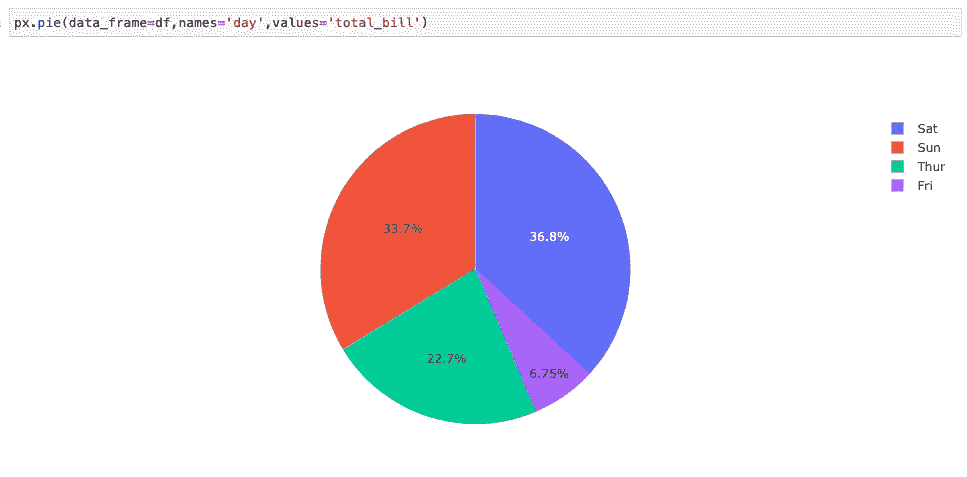 px.pie(data_frame=df,names='day',values='total_bill')
Sat
Sun
Thur
Fri
33.7%
36.8%
22.7%
6.75%